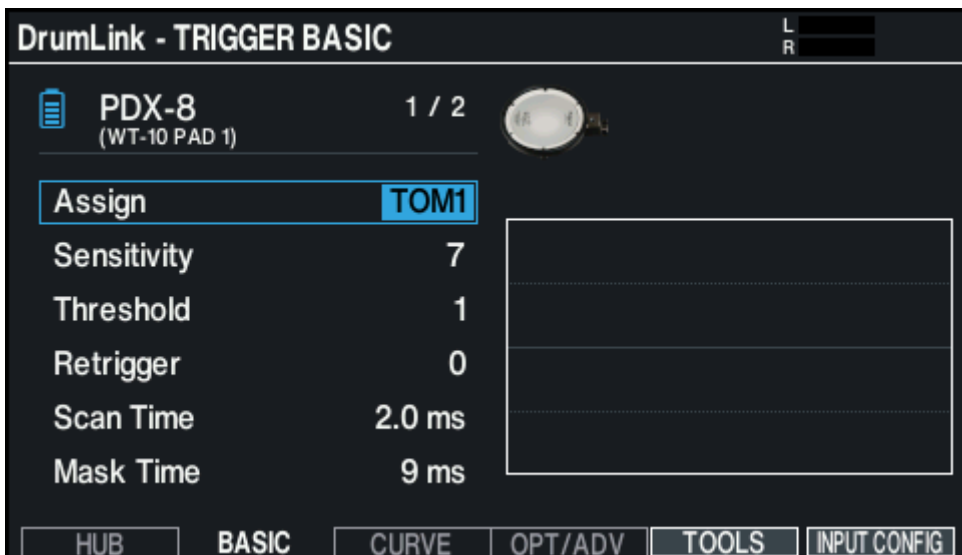 DrumLink - TRIGGER BASIC
L
R
PDX-8 1 / 2
(WT-10 PAD 1)
Assign TOM1
Sensitivity 7
Threshold 1
Retrigger 0
Scan Time 2.0 ms
Mask Time 9 ms
HUB BASIC CURVE OPT/ADV TOOLS INPUT CONFIG